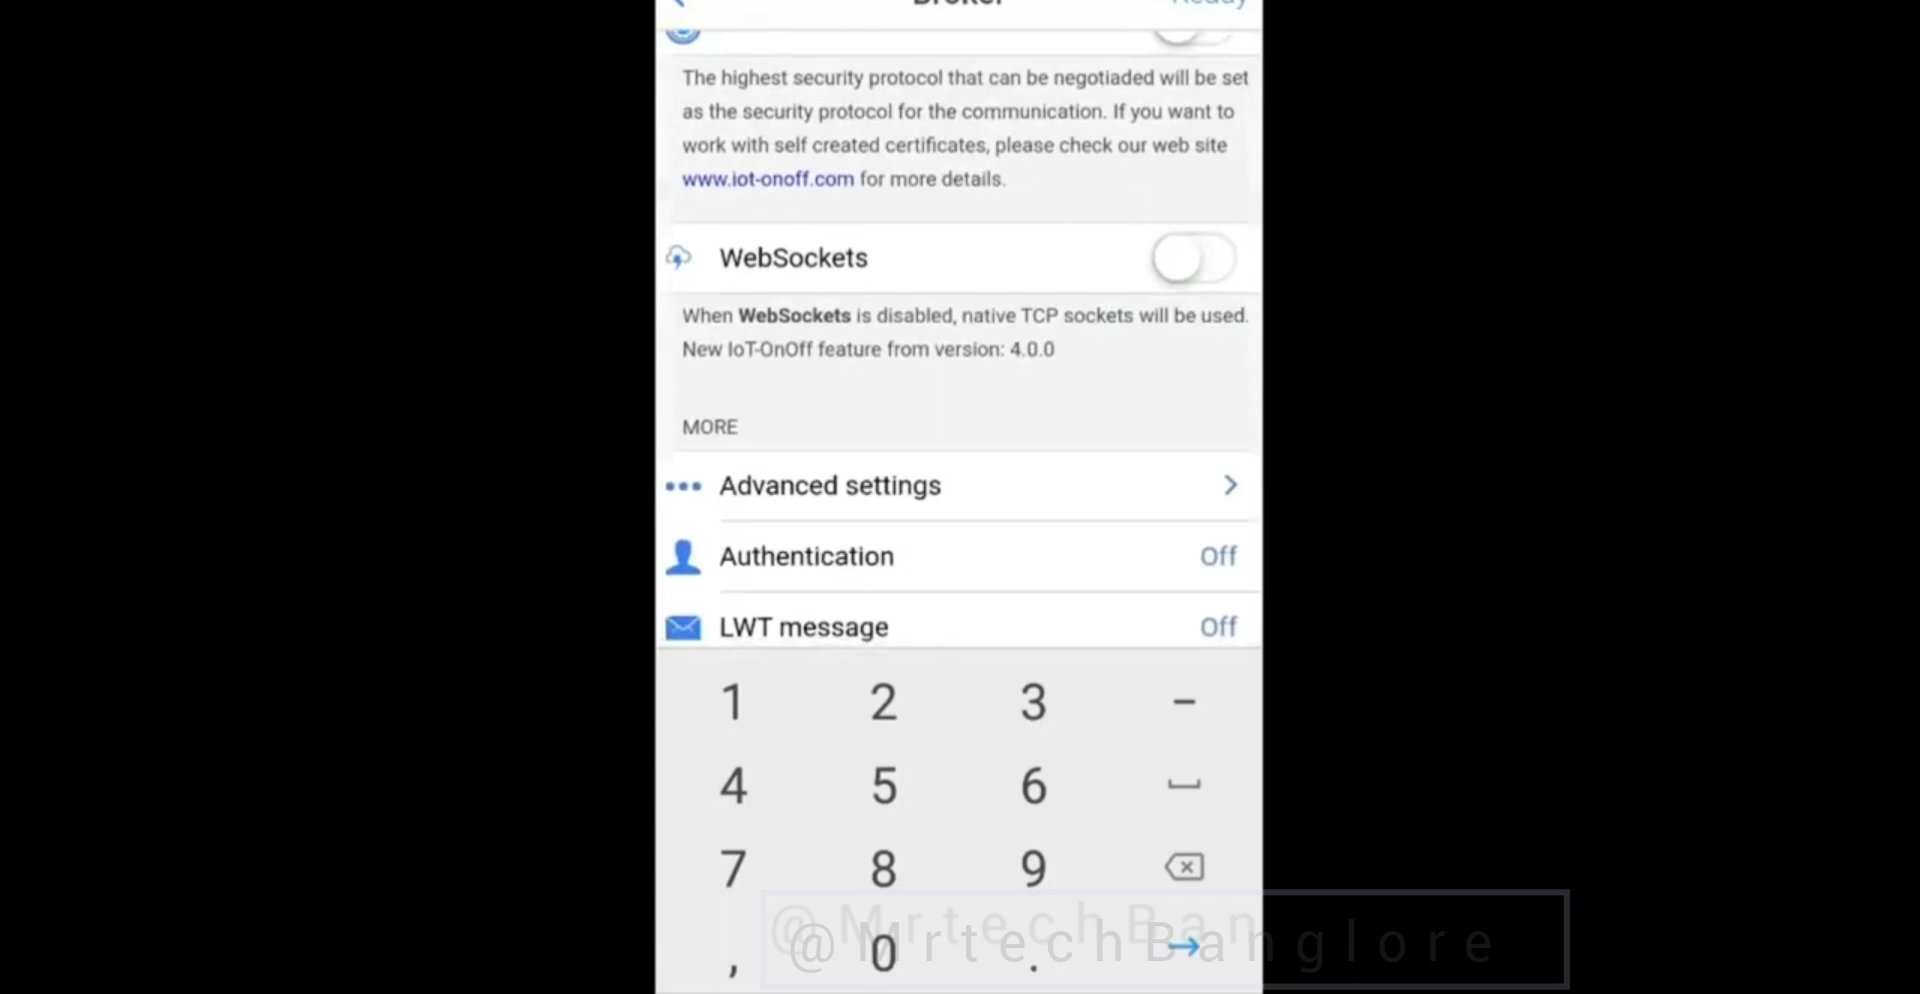 Broker
Ready
The highest security protocol that can be negotiaded will be set
as the security protocol for the communication. If you want to
work with self created certificates, please check our web site
www.iot-onoff.com for more details.
WebSockets
When WebSockets is disabled, native TCP sockets will be used.
New IoT-OnOff feature from version: 4.0.0
MORE
Advanced settings
Authentication Off
LWT message Off
1 2 3 –
4 5 6
7 8 9
, 0 .
@MrtechBanglore